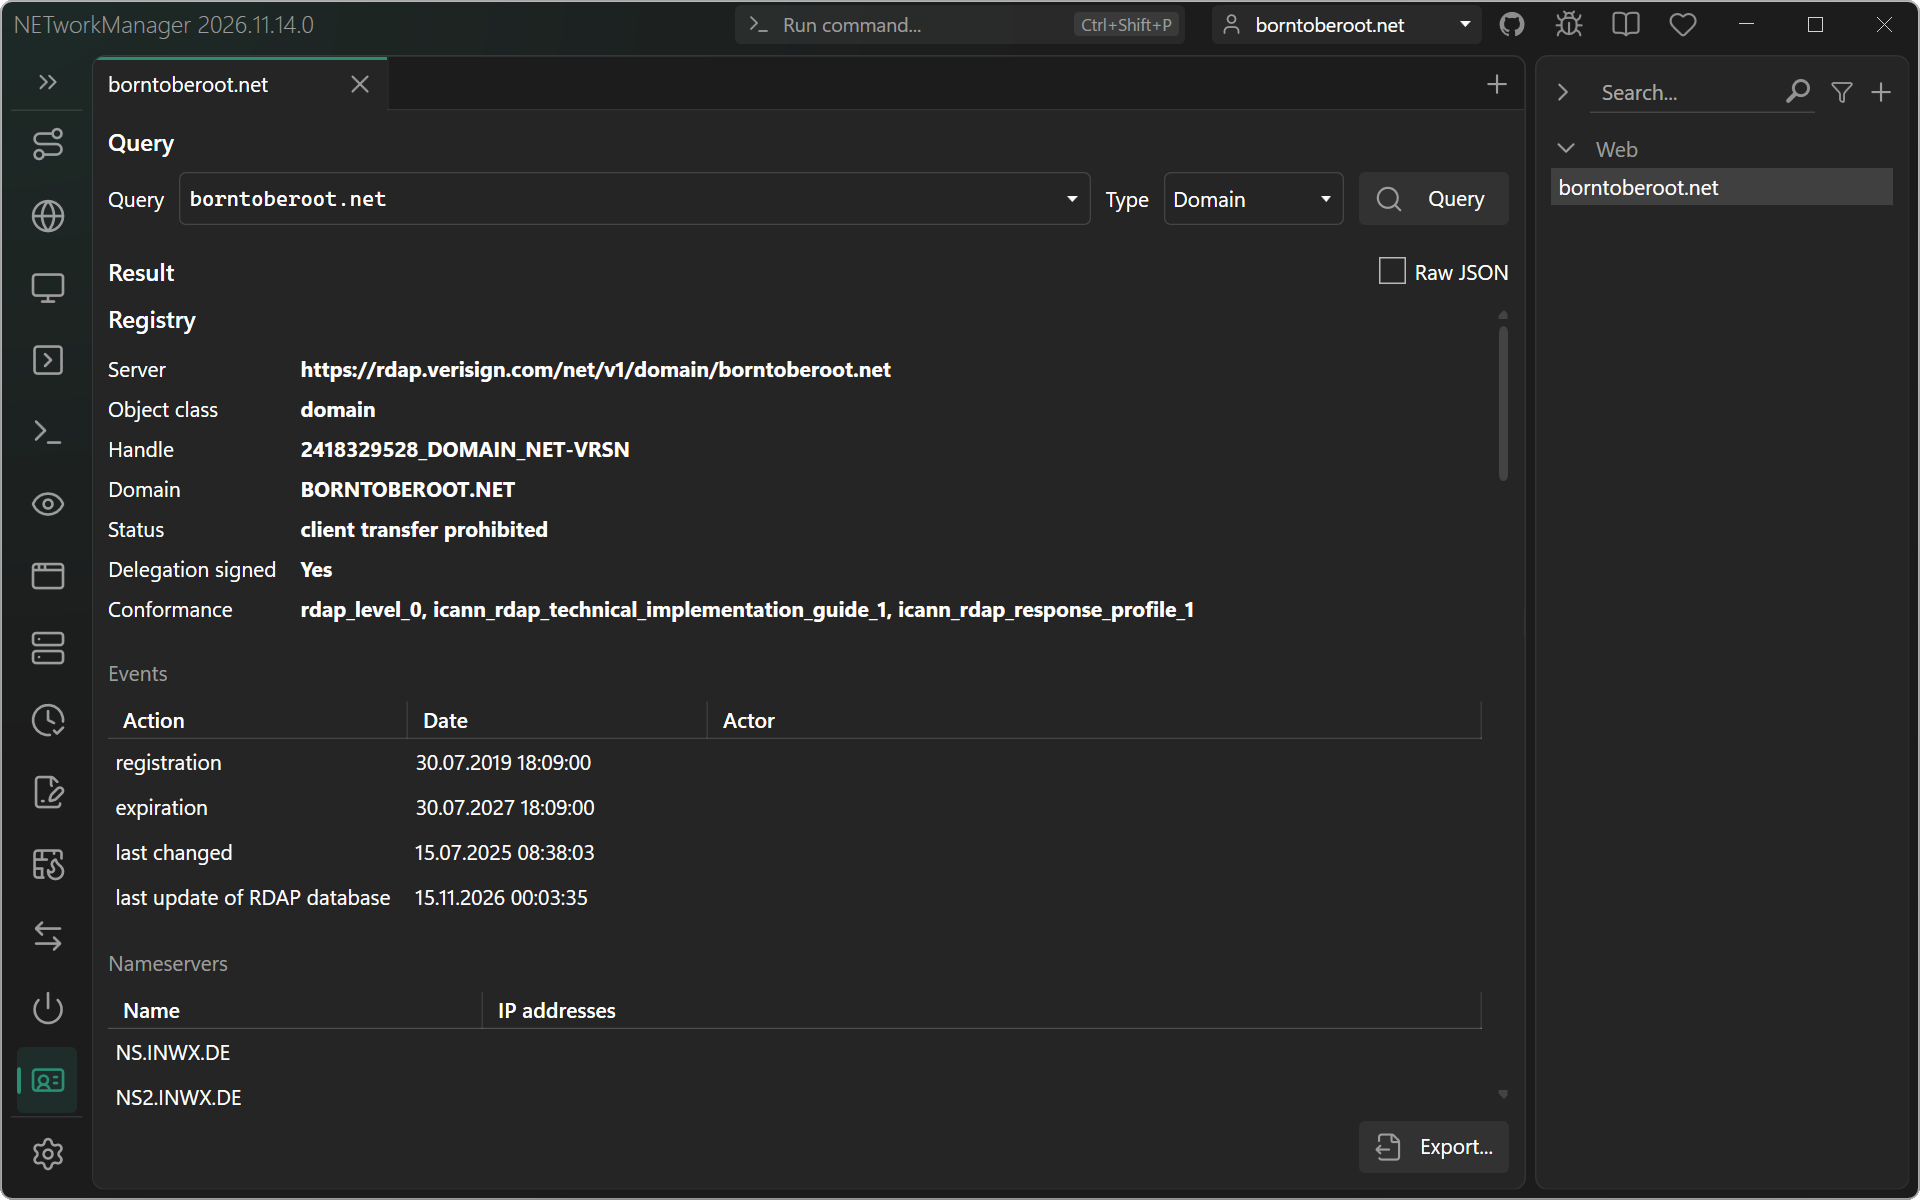 NETworkManager 2026.11.14.0
Run command...
Ctrl+Shift+P
borntoberoot.net
borntoberoot.net
Search...
Web
borntoberoot.net
Query
Query
borntoberoot.net
Type
Domain
Query
Result
Raw JSON
Registry
Server https://rdap.verisign.com/net/v1/domain/borntoberoot.net
Object class domain
Handle 2418329528_DOMAIN_NET-VRSN
Domain BORNTOBEROOT.NET
Status client transfer prohibited
Delegation signed Yes
Conformance rdap_level_0, icann_rdap_technical_implementation_guide_1, icann_rdap_response_profile_1
Events
Action Date Actor
registration 30.07.2019 18:09:00
expiration 30.07.2027 18:09:00
last changed 15.07.2025 08:38:03
last update of RDAP database 15.11.2026 00:03:35
Nameservers
Name IP addresses
NS.INWX.DE
NS2.INWX.DE
Export...